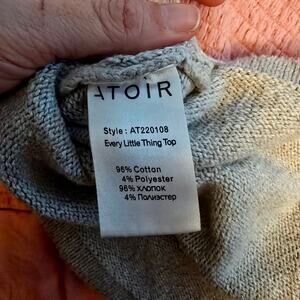 ATOIR
Style : AT220108
Every Little Thing Top
96% Cotton
4% Polyester
96% хлопок
4% Полиэстер